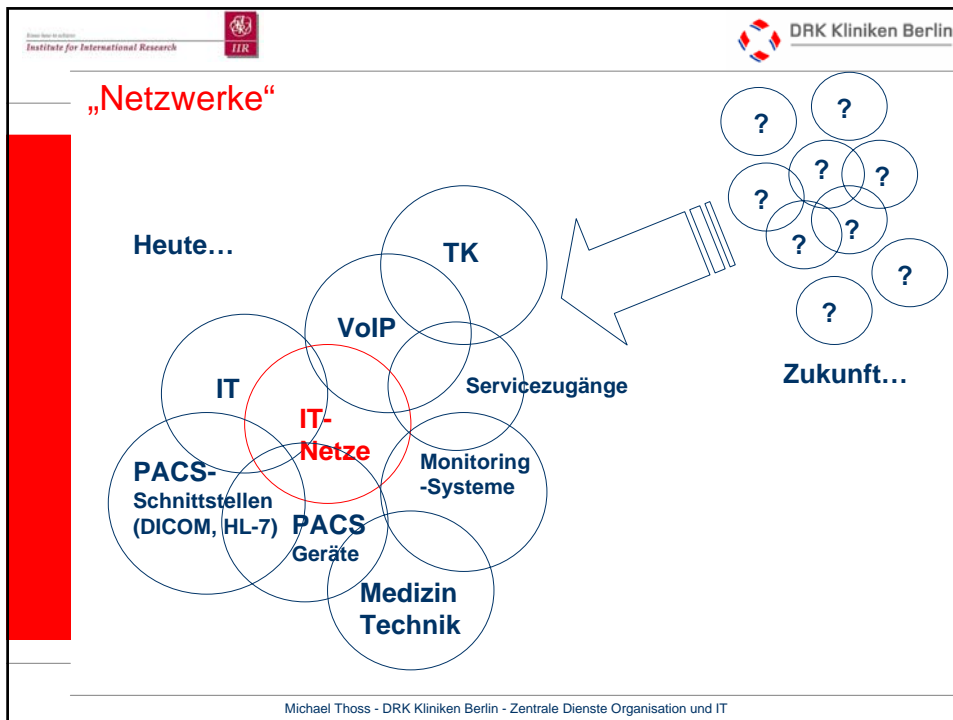 Institute for International Research
IIR
DRK Kliniken Berlin
„Netzwerke“
?
?
?
?
?
?
?
?
?
Heute…
TK
VoIP
IT
Servicezugänge
Zukunft…
IT-
Netze
Monitoring
-Systeme
PACS-
Schnittstellen
(DICOM, HL-7)
PACS
Geräte
Medizin
Technik
Michael Thoss - DRK Kliniken Berlin - Zentrale Dienste Organisation und IT